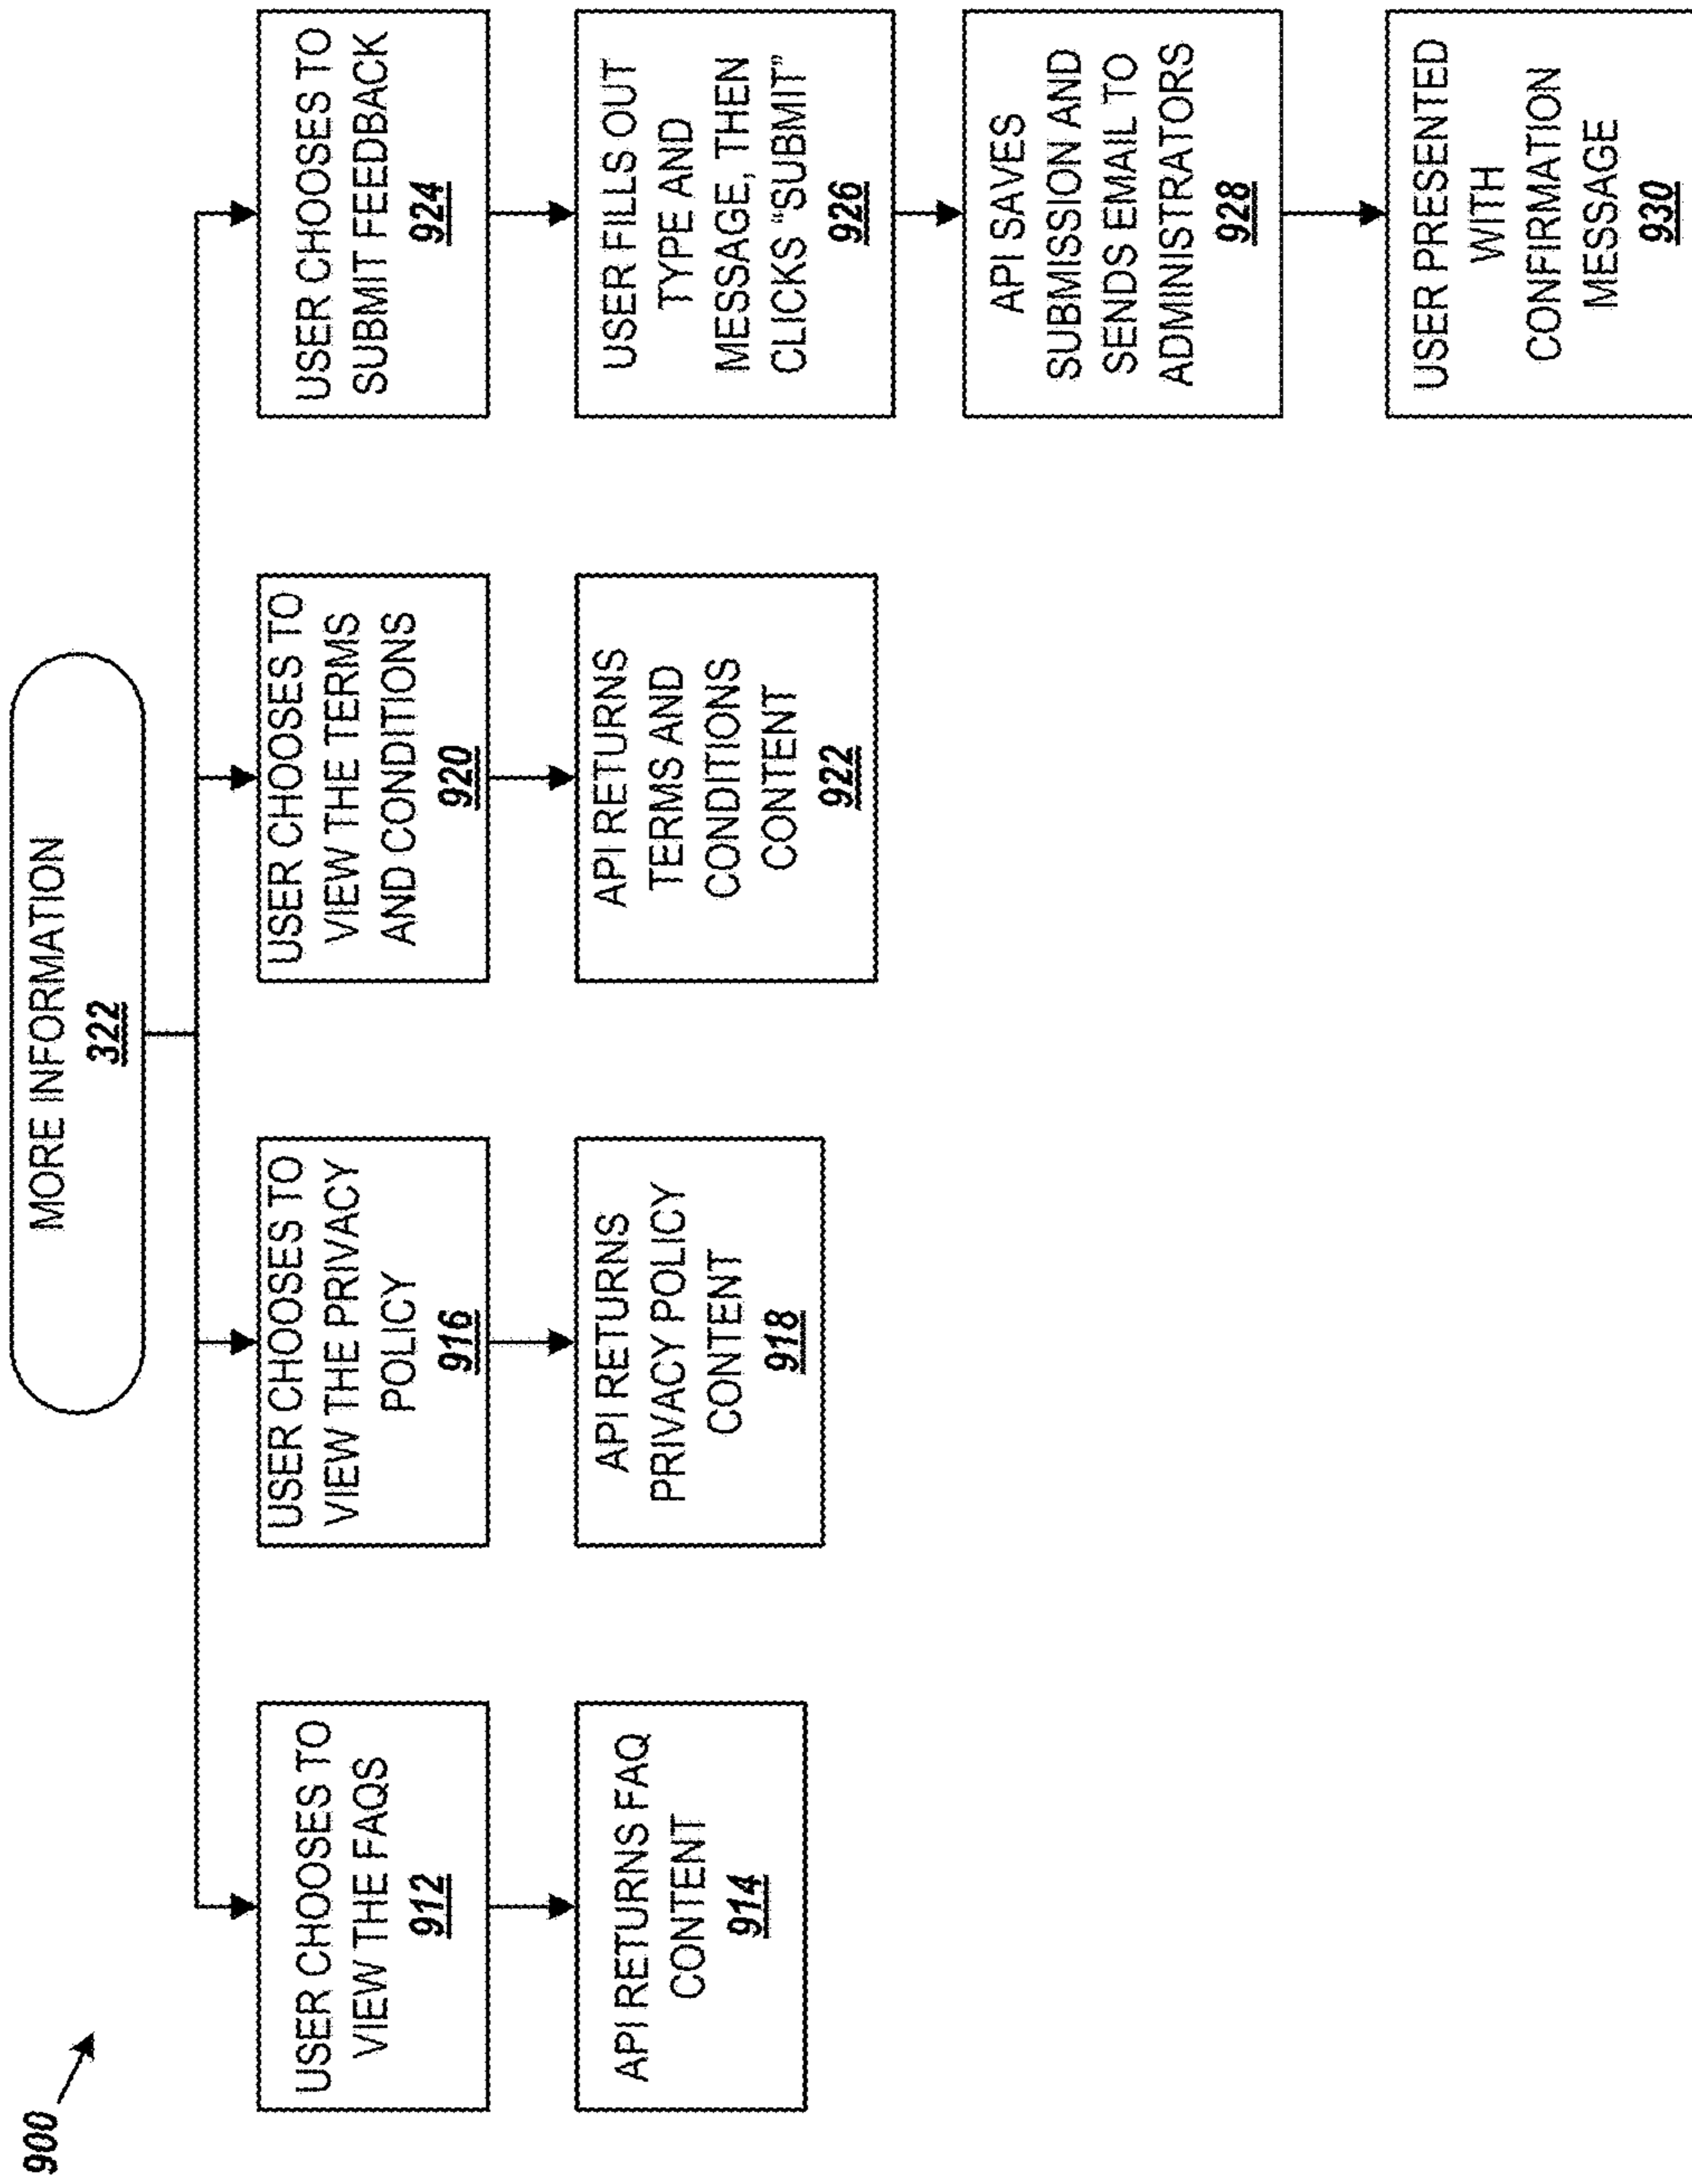 900
MORE INFORMATION
322
USER CHOOSES TO
VIEW THE FAQS
912
API RETURNS FAQ
CONTENT
914
USER CHOOSES TO
VIEW THE PRIVACY
POLICY
916
API RETURNS
PRIVACY POLICY
CONTENT
918
USER CHOOSES TO
VIEW THE TERMS
AND CONDITIONS
920
API RETURNS
TERMS AND
CONDITIONS
CONTENT
922
USER CHOOSES TO
SUBMIT FEEDBACK
924
USER FILLS OUT
TYPE AND
MESSAGE, THEN
CLICKS “SUBMIT”
926
API SAVES
SUBMISSION AND
SENDS EMAIL TO
ADMINISTRATORS
928
USER PRESENTED
WITH
CONFIRMATION
MESSAGE
930